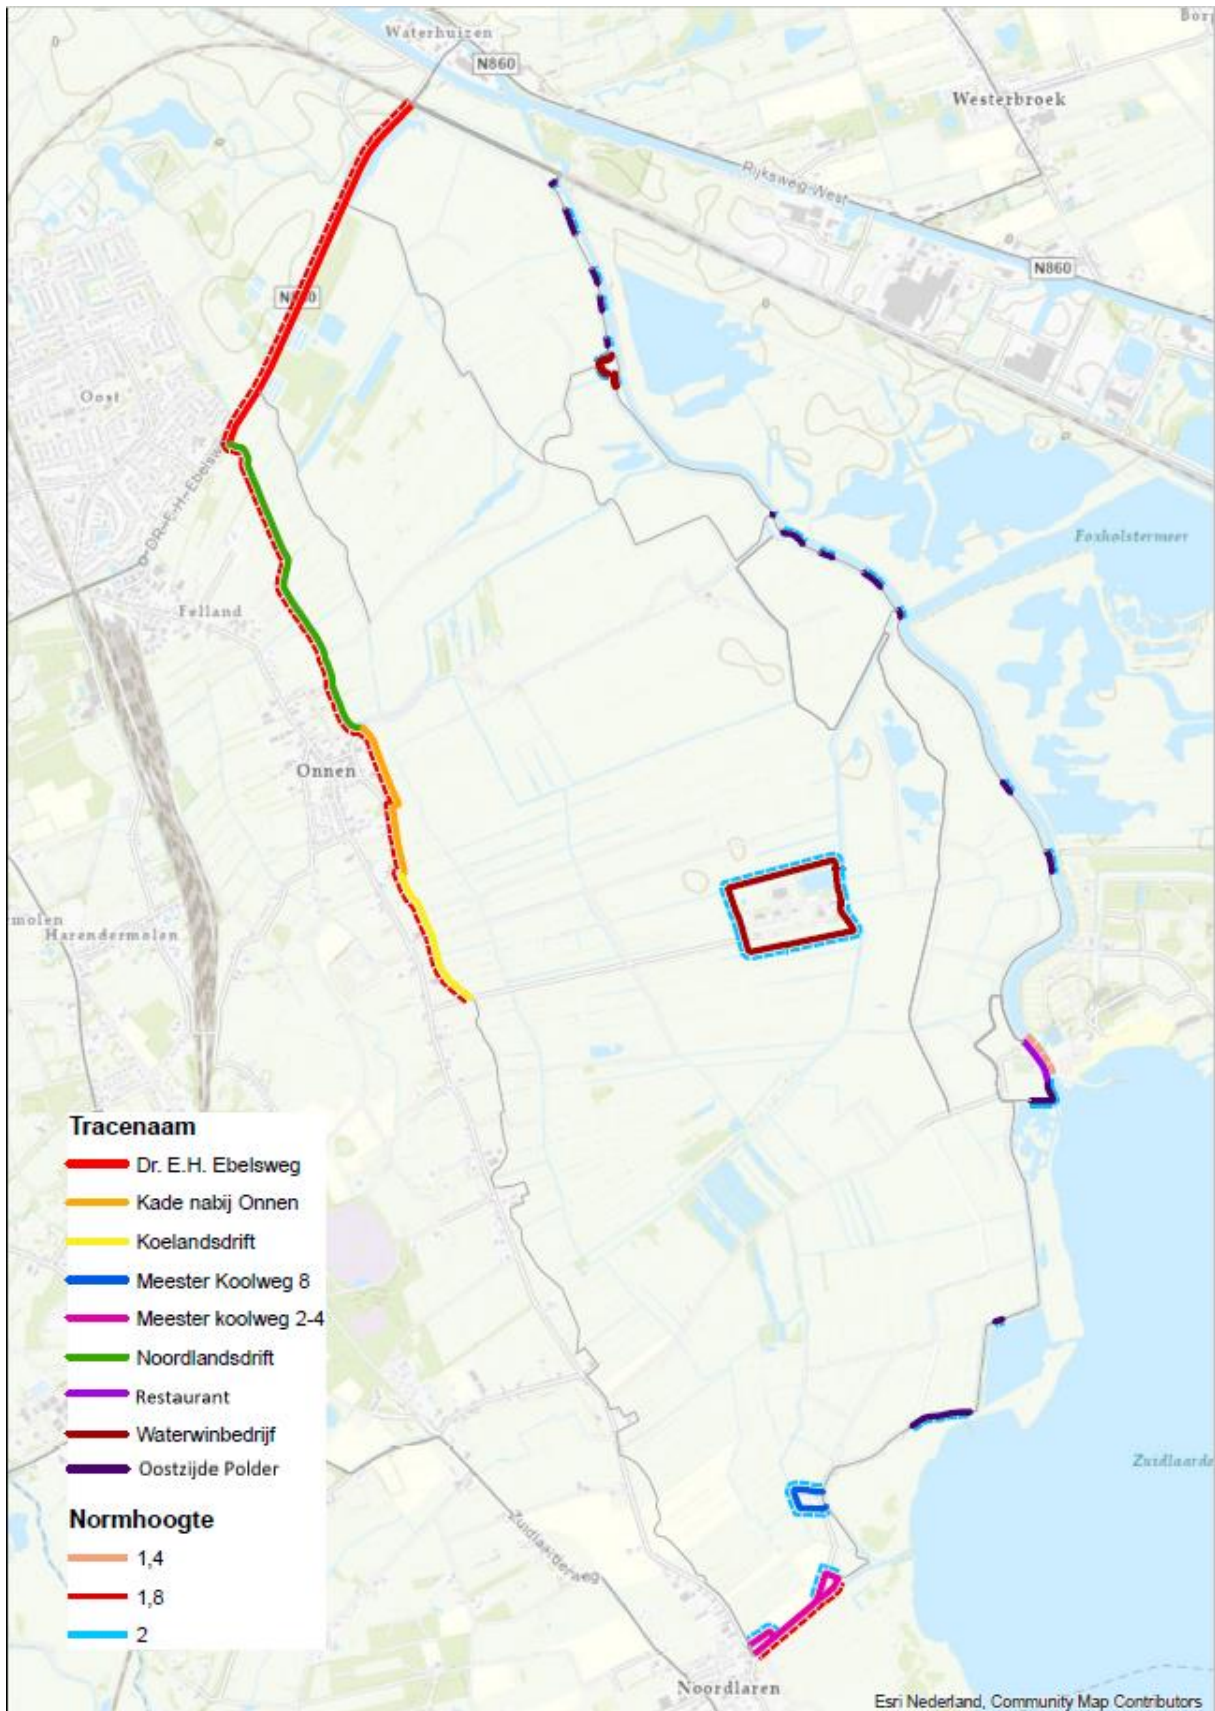 Waterhuizen
N860
Westerbroek
Rijksweg-West
N860
Oost
Foxholstermeer
Felland
Onnen
molen
Harendermolen
Tracenaam
Dr. E.H. Ebelsweg
Kade nabij Onnen
Koelandsdrift
Meester Koolweg 8
Meester koolweg 2-4
Noordlandsdrift
Restaurant
Waterwinbedrijf
Oostzijde Polder
Normhoogte
1,4
1,8
2
Zuidlaarde
Zuidlaarderweg
Noordlaren
Esri Nederland, Community Map Contributors